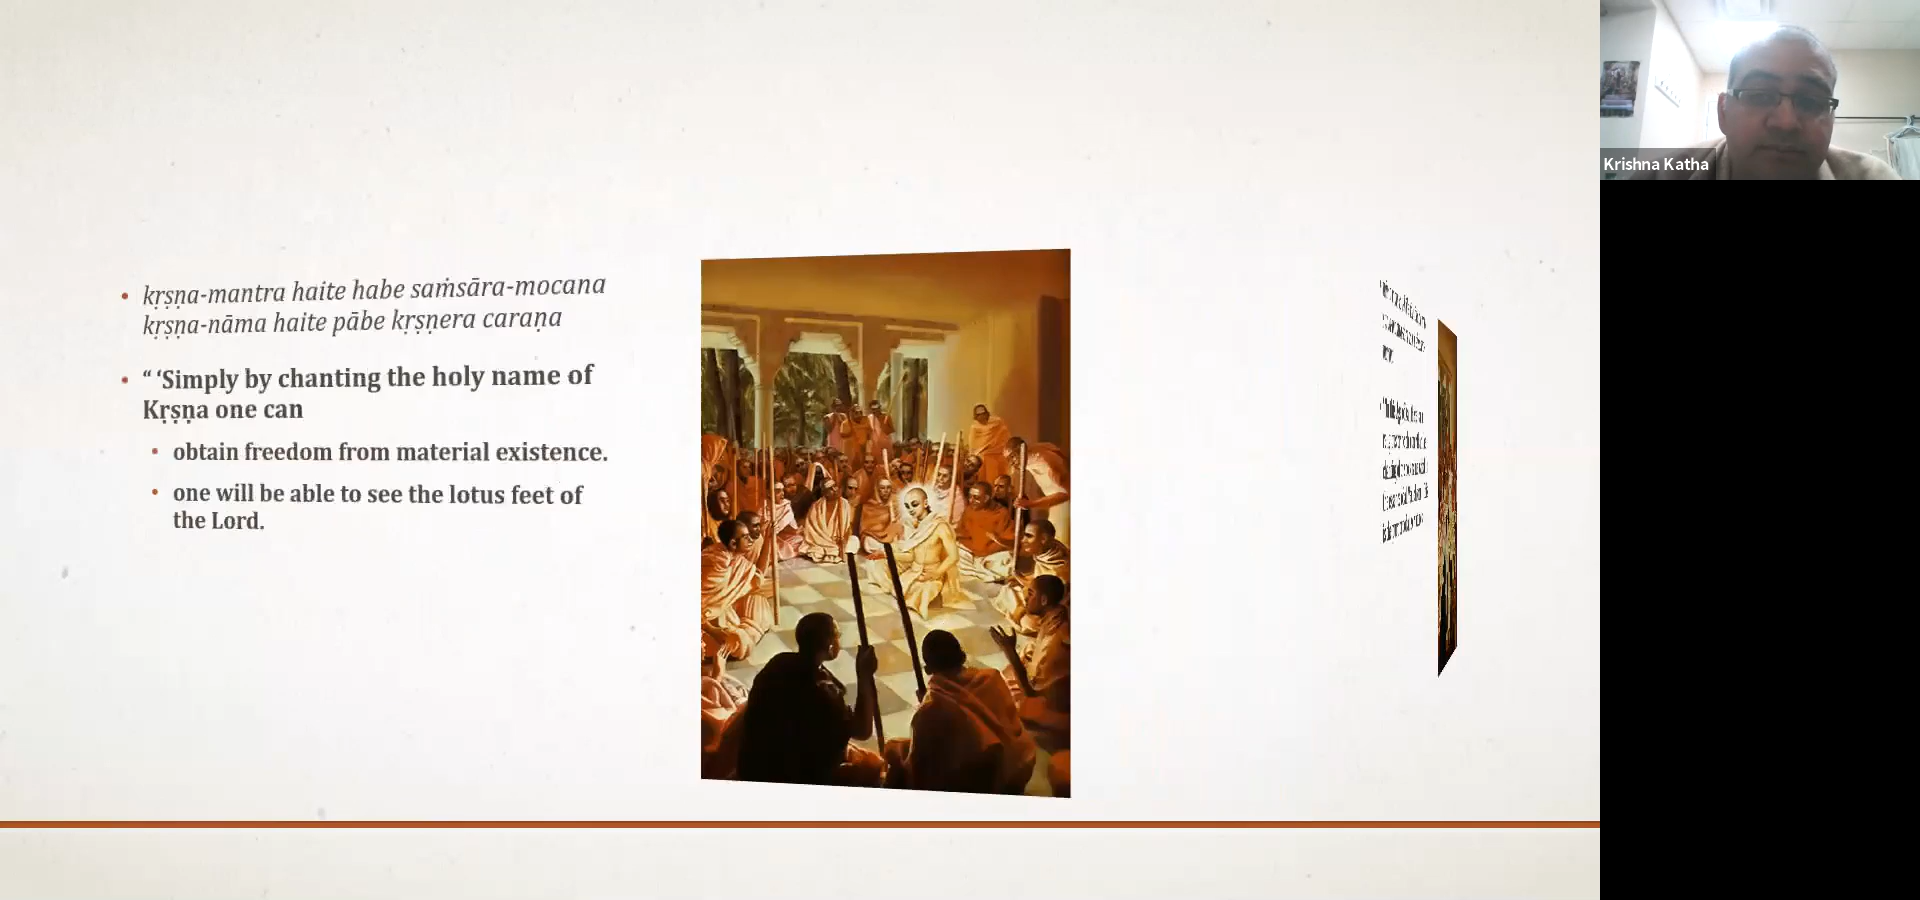 kṛṣṇa-mantra haite habe saṁsāra-mocana
kṛṣṇa-nāma haite pābe kṛṣṇera caraṇa
“ ‘Simply by chanting the holy name of
Kṛṣṇa one can
obtain freedom from material existence.
one will be able to see the lotus feet of
the Lord.
Krishna Katha